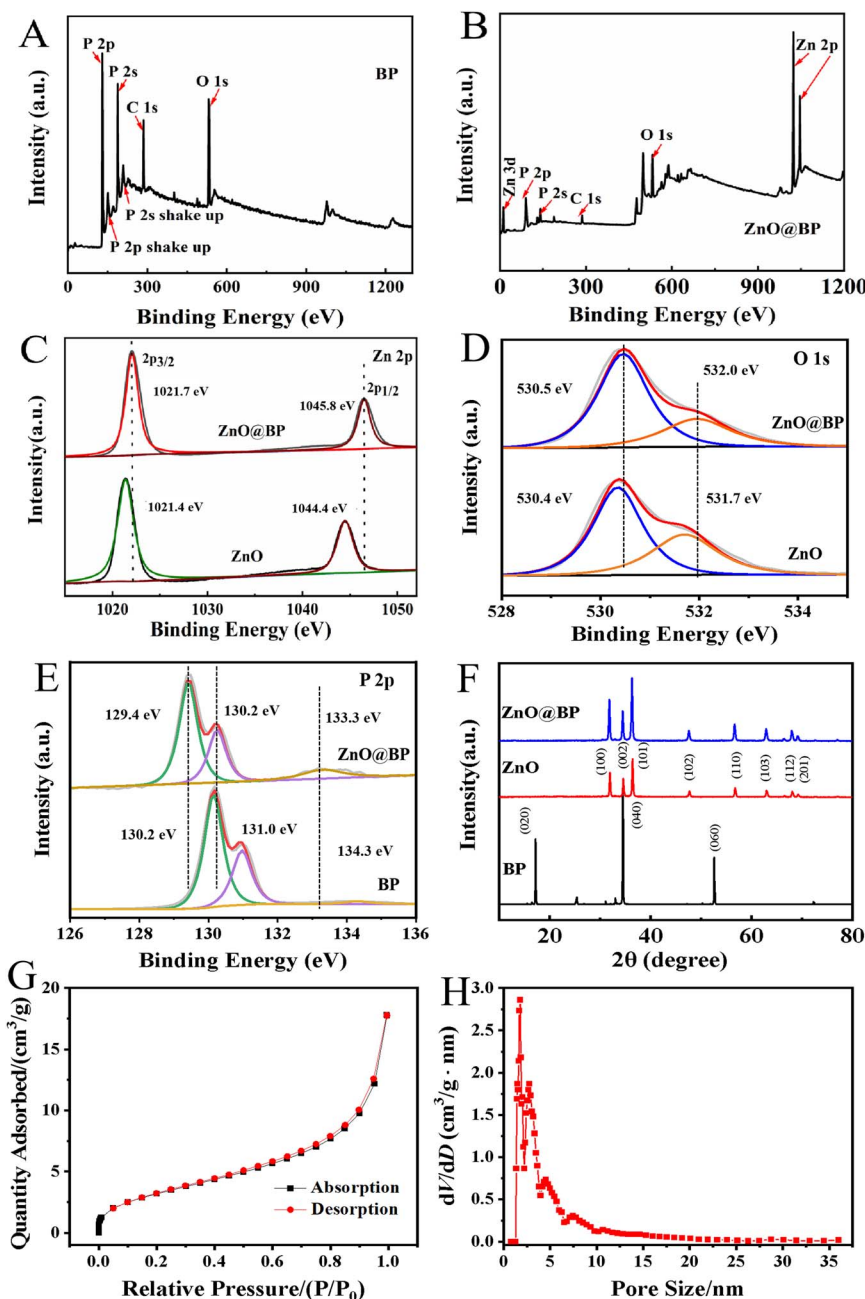 A
P 2p
P 2s
C 1s
O 1s
BP
P 2s shake up
P 2p shake up
Intensity (a.u.)
0 300 600 900 1200
Binding Energy (eV)
B
Zn 2p
O 1s
Zn 3d
P 2p
P 2s
C 1s
ZnO@BP
Intensity (a.u.)
0 300 600 900 1200
Binding Energy (eV)
C
Zn 2p
2p3/2
2p1/2
1021.7 eV
1045.8 eV
ZnO@BP
1021.4 eV
1044.4 eV
ZnO
Intensity(a.u.)
1020 1030 1040 1050
Binding Energy (eV)
D
O 1s
530.5 eV
532.0 eV
ZnO@BP
530.4 eV
531.7 eV
ZnO
Intensity(a.u.)
528 530 532 534
Binding Energy (eV)
E
P 2p
129.4 eV
130.2 eV
133.3 eV
ZnO@BP
130.2 eV
131.0 eV
134.3 eV
BP
Intensity(a.u.)
126 128 130 132 134 136
Binding Energy (eV)
F
ZnO@BP
(100) (002) (101) (102) (110) (103) (112) (201)
ZnO
(020) (040) (060)
BP
Intensity(a.u.)
20 40 60 80
2θ (degree)
G
Quantity Adsorbed/(cm³/g)
20
15
10
5
0
Absorption
Desorption
0.0 0.2 0.4 0.6 0.8 1.0
Relative Pressure/(P/P₀)
H
dV/dD (cm³/g · nm)
3.0
2.5
2.0
1.5
1.0
0.5
0.0
0 5 10 15 20 25 30 35
Pore Size/nm